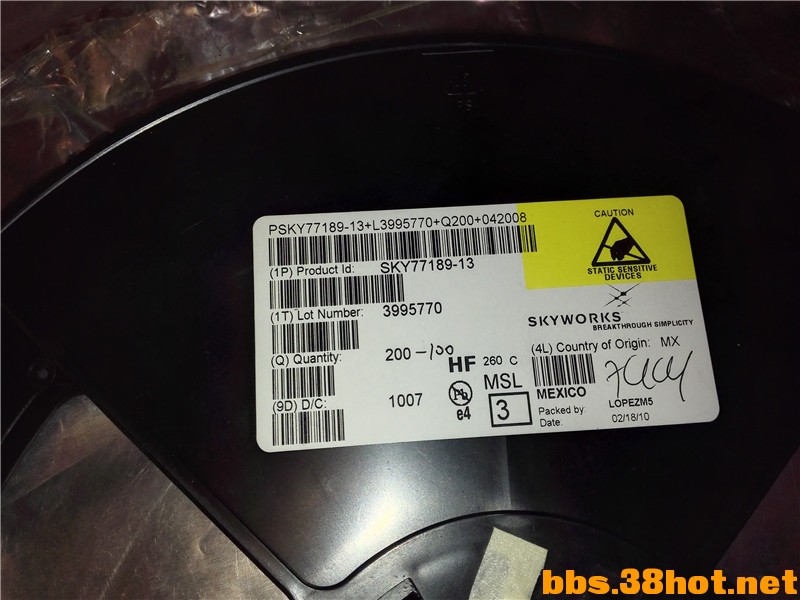 PSKY77189-13+L3995770+Q200+042008
(1P) Product Id: SKY77189-13
(1T) Lot Number: 3995770
(Q) Quantity: 200 -100
(9D) D/C: 1007
HF 260 C
Pb
e4
MSL
3
CAUTION
STATIC SENSITIVE
DEVICES
SKYWORKS
BREAKTHROUGH SIMPLICITY
(4L) Country of Origin: MX
MEXICO
Packed by: LOPEZM5
Date: 02/18/10
bbs.38hot.net